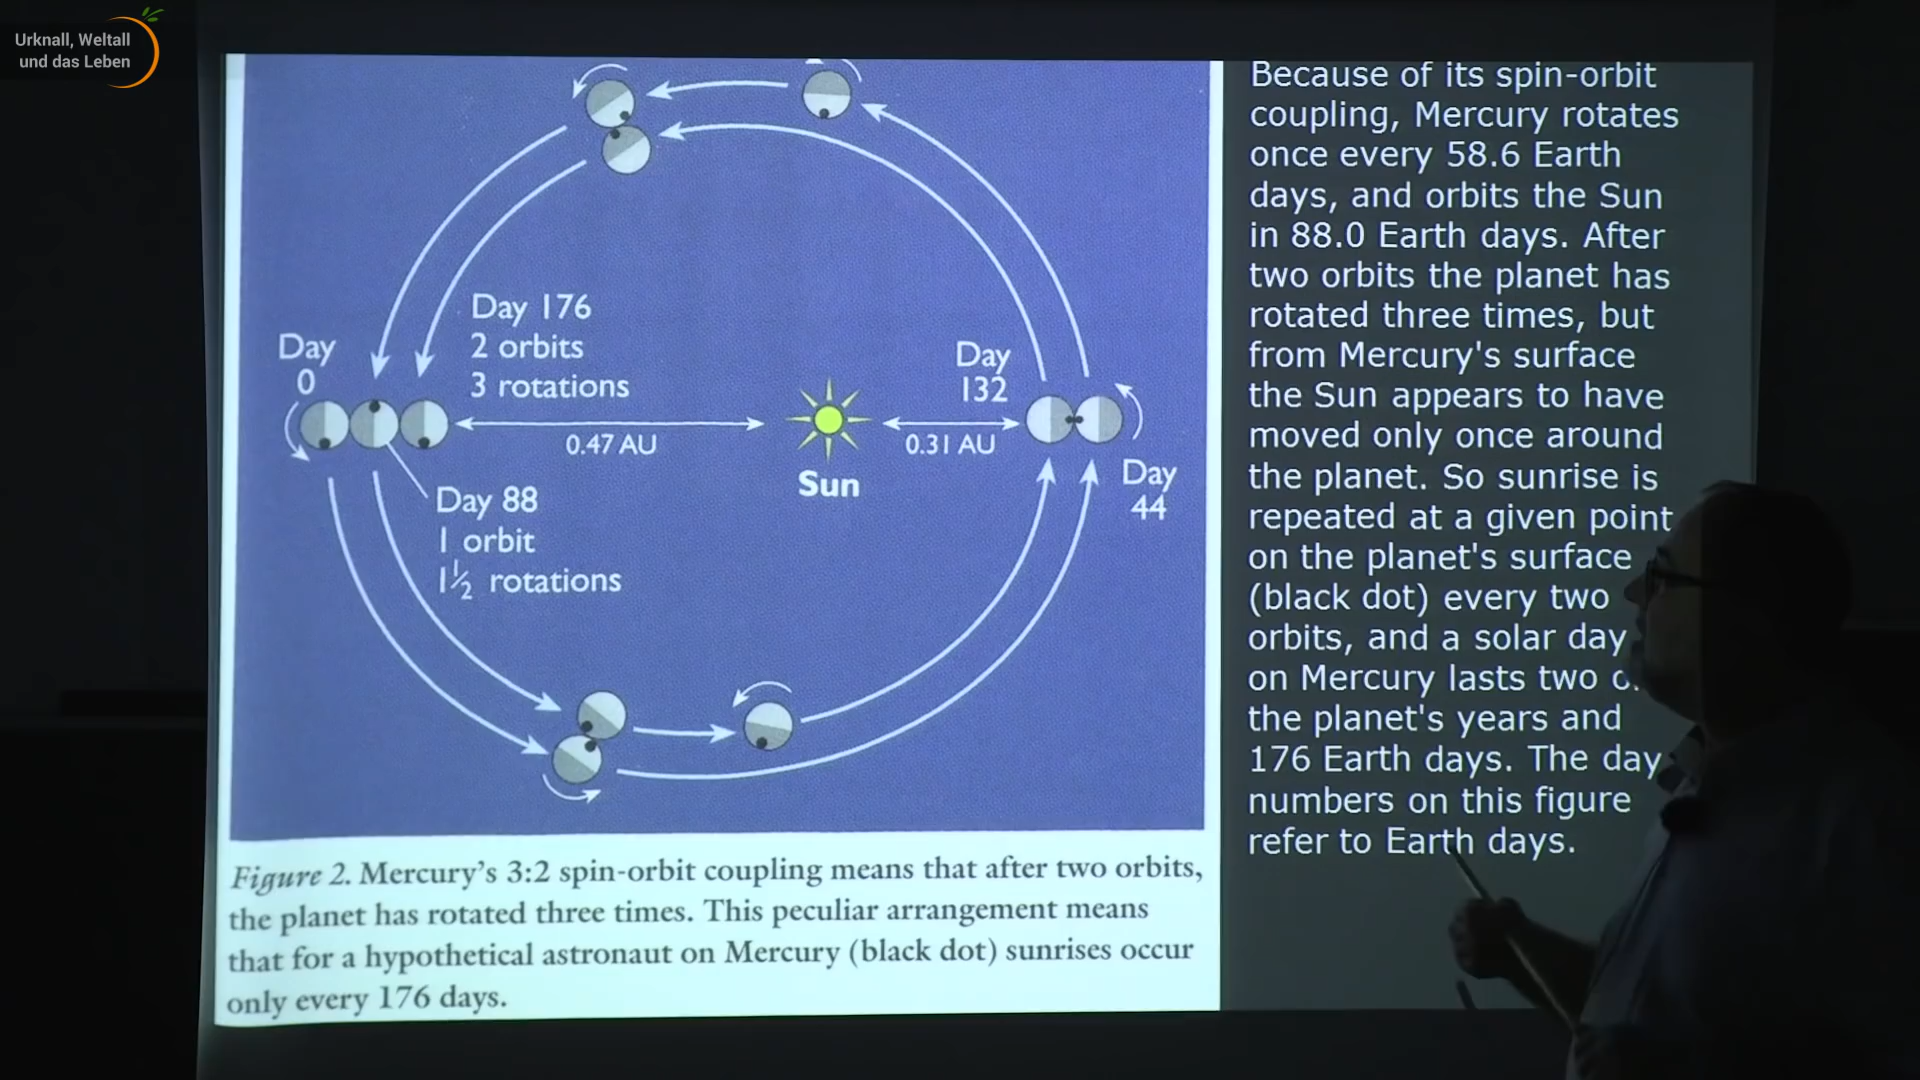 Urknall, Weltall
und das Leben
Day
0
Day 176
2 orbits
3 rotations
Day
132
0.47 AU
0.31 AU
Sun
Day
44
Day 88
1 orbit
1½ rotations
Figure 2. Mercury's 3:2 spin-orbit coupling means that after two orbits,
the planet has rotated three times. This peculiar arrangement means
that for a hypothetical astronaut on Mercury (black dot) sunrises occur
only every 176 days.
Because of its spin-orbit
coupling, Mercury rotates
once every 58.6 Earth
days, and orbits the Sun
in 88.0 Earth days. After
two orbits the planet has
rotated three times, but
from Mercury's surface
the Sun appears to have
moved only once around
the planet. So sunrise is
repeated at a given point
on the planet's surface
(black dot) every two
orbits, and a solar day
on Mercury lasts two
the planet's years and
176 Earth days. The day
numbers on this figure
refer to Earth days.